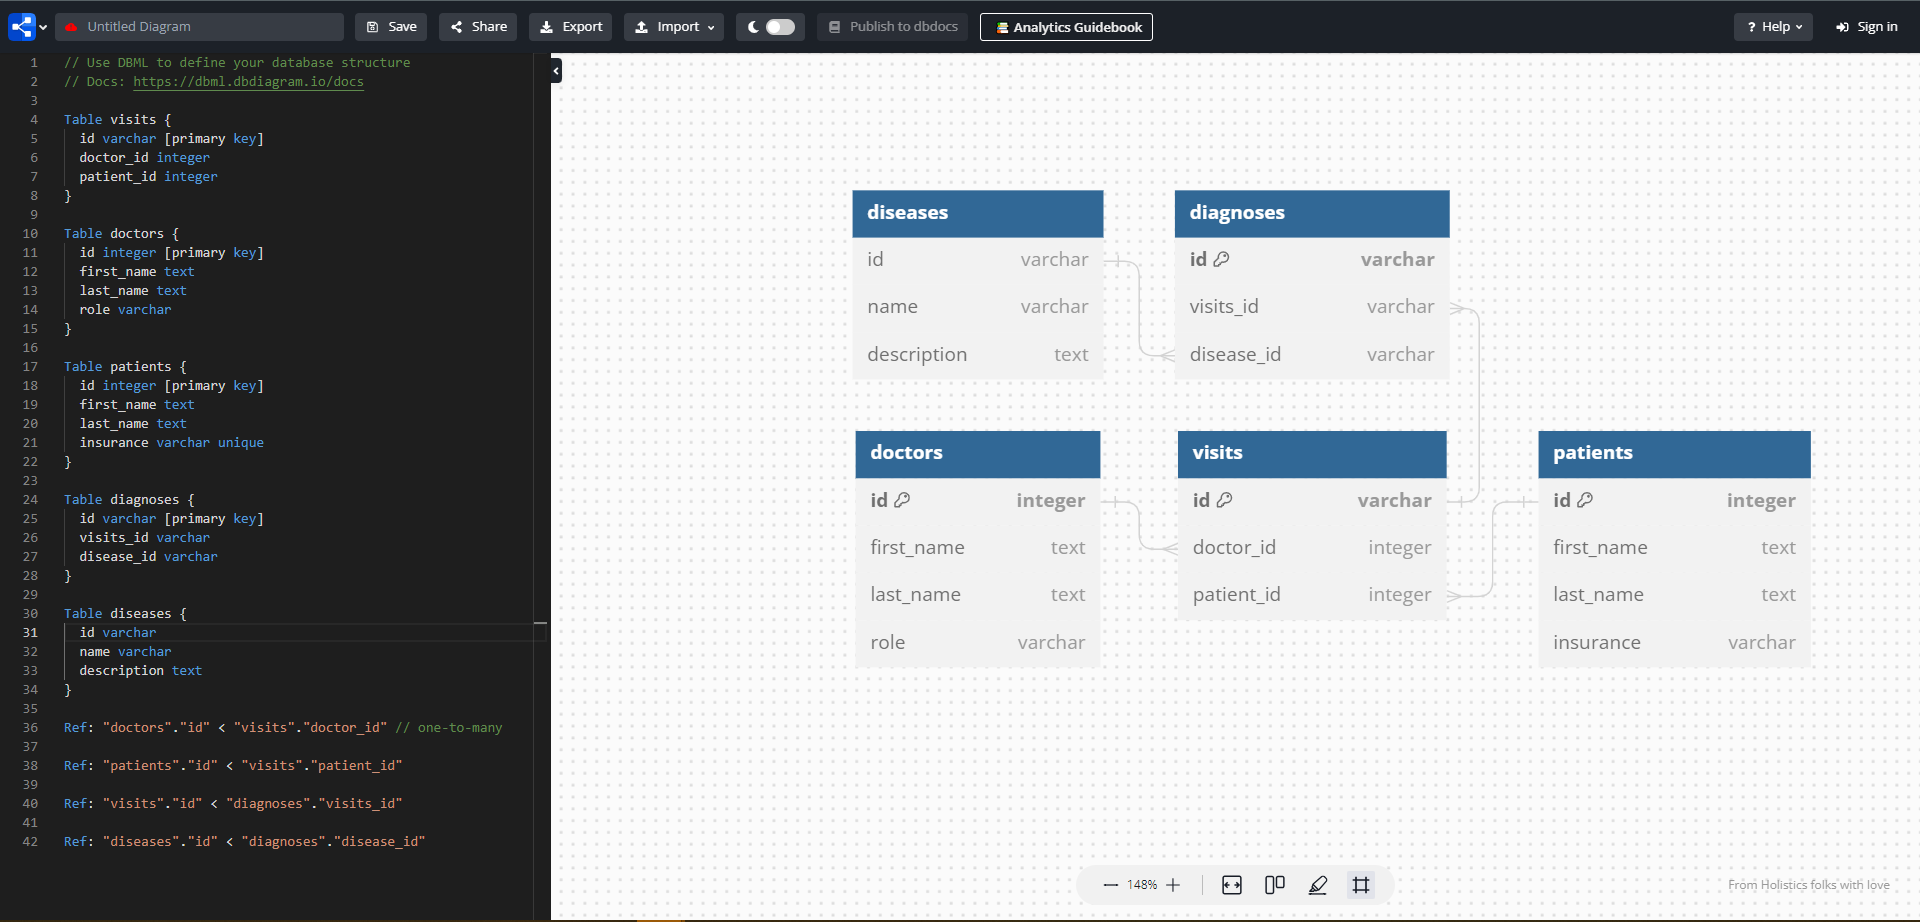 Untitled Diagram
Save
Share
Export
Import
Publish to dbdocs
Analytics Guidebook
? Help
Sign in
1 // Use DBML to define your database structure
2 // Docs: https://dbml.dbdiagram.io/docs
3
4 Table visits {
5 id varchar [primary key]
6 doctor_id integer
7 patient_id integer
8 }
9
10 Table doctors {
11 id integer [primary key]
12 first_name text
13 last_name text
14 role varchar
15 }
16
17 Table patients {
18 id integer [primary key]
19 first_name text
20 last_name text
21 insurance varchar unique
22 }
23
24 Table diagnoses {
25 id varchar [primary key]
26 visits_id varchar
27 disease_id varchar
28 }
29
30 Table diseases {
31 id varchar
32 name varchar
33 description text
34 }
35
36 Ref: "doctors"."id" < "visits"."doctor_id" // one-to-many
37
38 Ref: "patients"."id" < "visits"."patient_id"
39
40 Ref: "visits"."id" < "diagnoses"."visits_id"
41
42 Ref: "diseases"."id" < "diagnoses"."disease_id"
diseases
id varchar
name varchar
description text
diagnoses
id varchar
visits_id varchar
disease_id varchar
doctors
id integer
first_name text
last_name text
role varchar
visits
id varchar
doctor_id integer
patient_id integer
patients
id integer
first_name text
last_name text
insurance varchar
148%
From Holistics folks with love